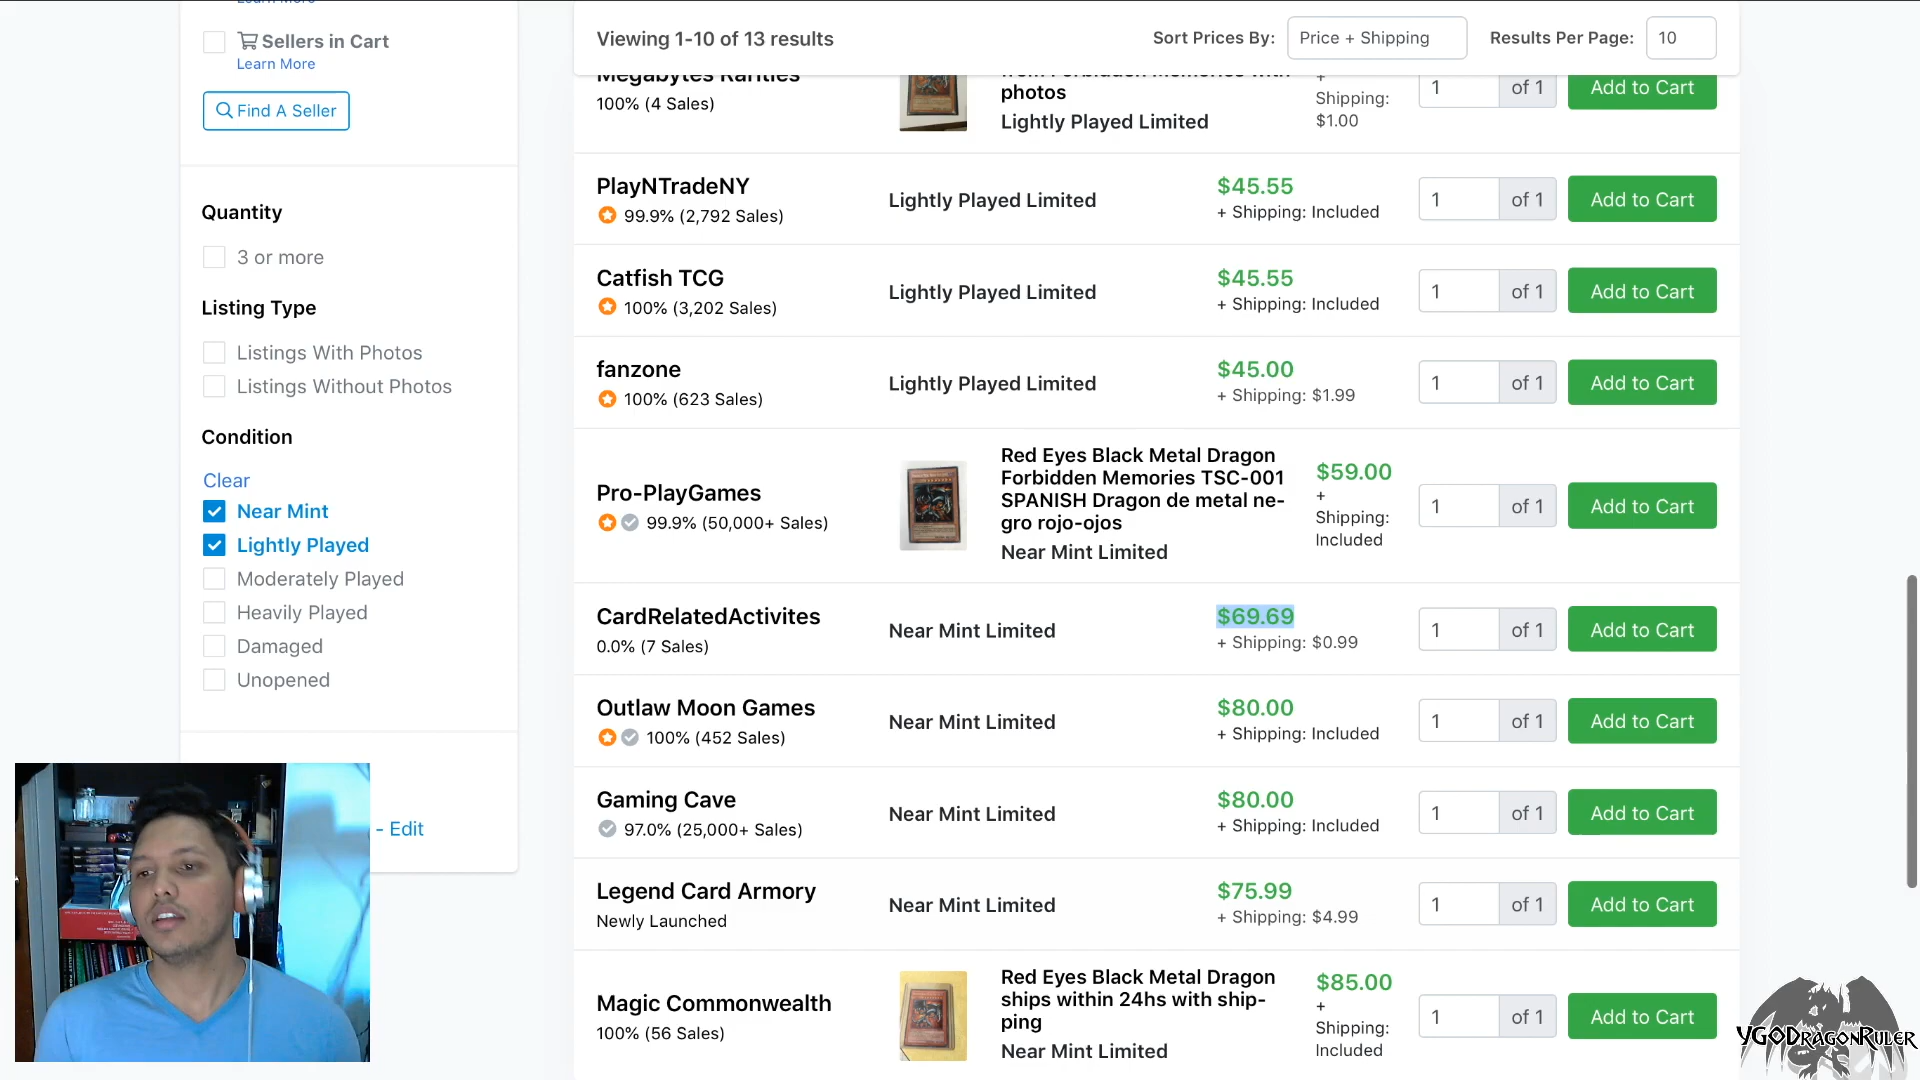 Sellers in Cart
Learn More
Find A Seller
Quantity
3 or more
Listing Type
Listings With Photos
Listings Without Photos
Condition
Clear
Near Mint
Lightly Played
Moderately Played
Heavily Played
Damaged
Unopened
- Edit
Viewing 1-10 of 13 results
Sort Prices By:
Price + Shipping
Results Per Page:
10
Megabytes Rarities
100% (4 Sales)
from Forbidden Memories with
photos
Lightly Played Limited
+
Shipping:
$1.00
1
of 1
Add to Cart
PlayNTradeNY
99.9% (2,792 Sales)
Lightly Played Limited
$45.55
+ Shipping: Included
1
of 1
Add to Cart
Catfish TCG
100% (3,202 Sales)
Lightly Played Limited
$45.55
+ Shipping: Included
1
of 1
Add to Cart
fanzone
100% (623 Sales)
Lightly Played Limited
$45.00
+ Shipping: $1.99
1
of 1
Add to Cart
Pro-PlayGames
99.9% (50,000+ Sales)
Red Eyes Black Metal Dragon
Forbidden Memories TSC-001
SPANISH Dragon de metal ne-
gro rojo-ojos
Near Mint Limited
$59.00
+
Shipping:
Included
1
of 1
Add to Cart
CardRelatedActivites
0.0% (7 Sales)
Near Mint Limited
$69.69
+ Shipping: $0.99
1
of 1
Add to Cart
Outlaw Moon Games
100% (452 Sales)
Near Mint Limited
$80.00
+ Shipping: Included
1
of 1
Add to Cart
Gaming Cave
97.0% (25,000+ Sales)
Near Mint Limited
$80.00
+ Shipping: Included
1
of 1
Add to Cart
Legend Card Armory
Newly Launched
Near Mint Limited
$75.99
+ Shipping: $4.99
1
of 1
Add to Cart
Magic Commonwealth
100% (56 Sales)
Red Eyes Black Metal Dragon
ships within 24hs with ship-
ping
Near Mint Limited
$85.00
+
Shipping:
Included
1
of 1
Add to Cart
YGODRAGONRULER